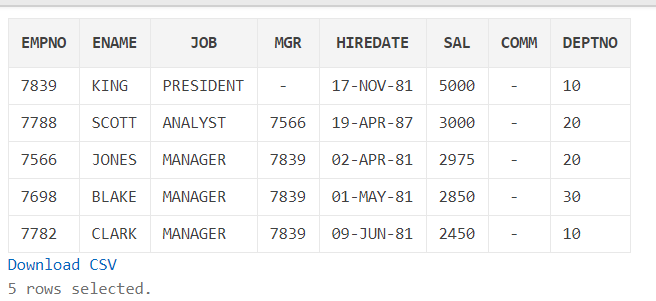 EMPNO ENAME JOB MGR HIREDATE SAL COMM DEPTNO
7839 KING PRESIDENT - 17-NOV-81 5000 - 10
7788 SCOTT ANALYST 7566 19-APR-87 3000 - 20
7566 JONES MANAGER 7839 02-APR-81 2975 - 20
7698 BLAKE MANAGER 7839 01-MAY-81 2850 - 30
7782 CLARK MANAGER 7839 09-JUN-81 2450 - 10
Download CSV
5 rows selected.